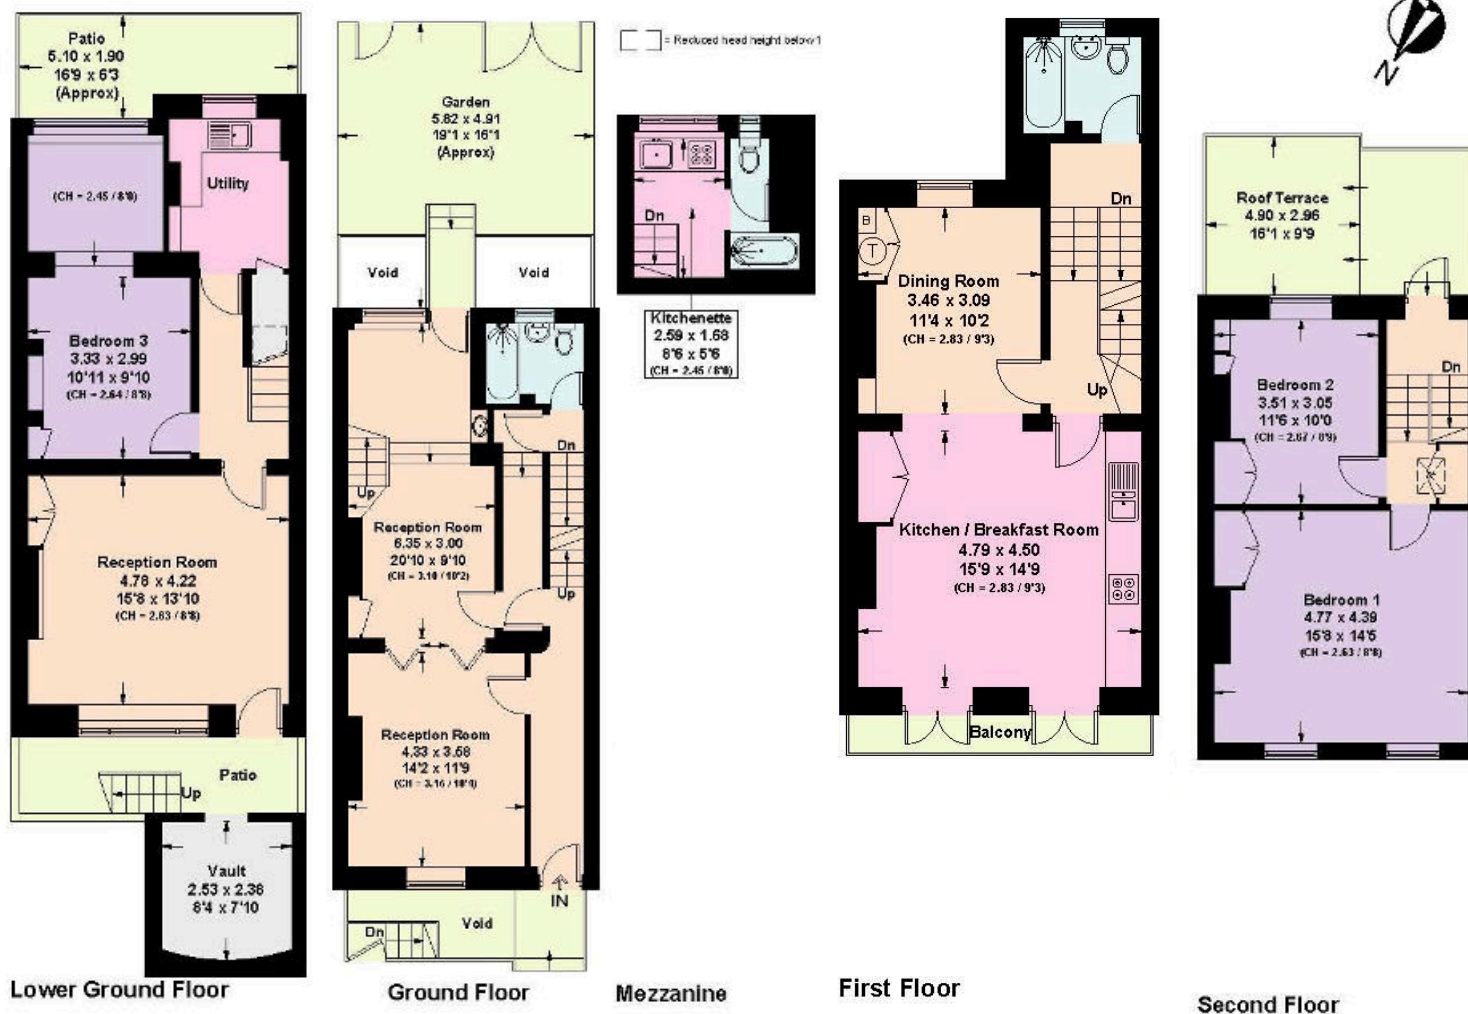 Patio
5.10 x 1.90
16'9 x 6'3
(Approx)
(CH = 2.45 / 8'0)
Utility
Bedroom 3
3.33 x 2.99
10'11 x 9'10
(CH = 2.64 / 8'8)
Reception Room
4.78 x 4.22
15'8 x 13'10
(CH = 2.63 / 8'8)
Patio
Up
Vault
2.53 x 2.38
8'4 x 7'10
Lower Ground Floor
Garden
5.82 x 4.91
19'1 x 16'1
(Approx)
Void
Void
Up
Dn
Reception Room
6.35 x 3.00
20'10 x 9'10
(CH = 3.10 / 10'2)
Up
Reception Room
4.33 x 3.58
14'2 x 11'9
(CH = 3.16 / 10'4)
IN
Void
Dn
Ground Floor
= Reduced head height below 1
Dn
Kitchenette
2.59 x 1.68
8'6 x 5'6
(CH = 2.45 / 8'0)
Mezzanine
Dn
B
T
Dining Room
3.46 x 3.09
11'4 x 10'2
(CH = 2.83 / 9'3)
Up
Kitchen / Breakfast Room
4.79 x 4.50
15'9 x 14'9
(CH = 2.83 / 9'3)
Balcony
First Floor
N
Roof Terrace
4.90 x 2.96
16'1 x 9'9
Dn
Bedroom 2
3.51 x 3.05
11'6 x 10'0
(CH = 2.67 / 8'9)
Bedroom 1
4.77 x 4.39
15'8 x 14'5
(CH = 2.63 / 8'8)
Second Floor